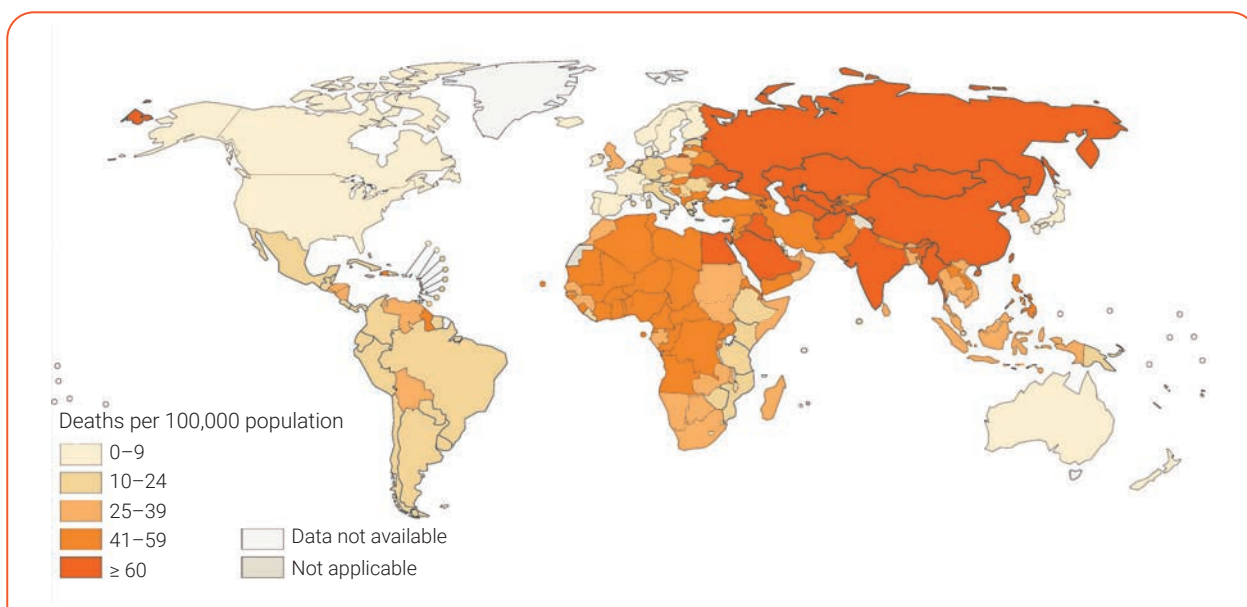 Deaths per 100,000 population
0–9
10–24
25–39
41–59
≥ 60
Data not available
Not applicable